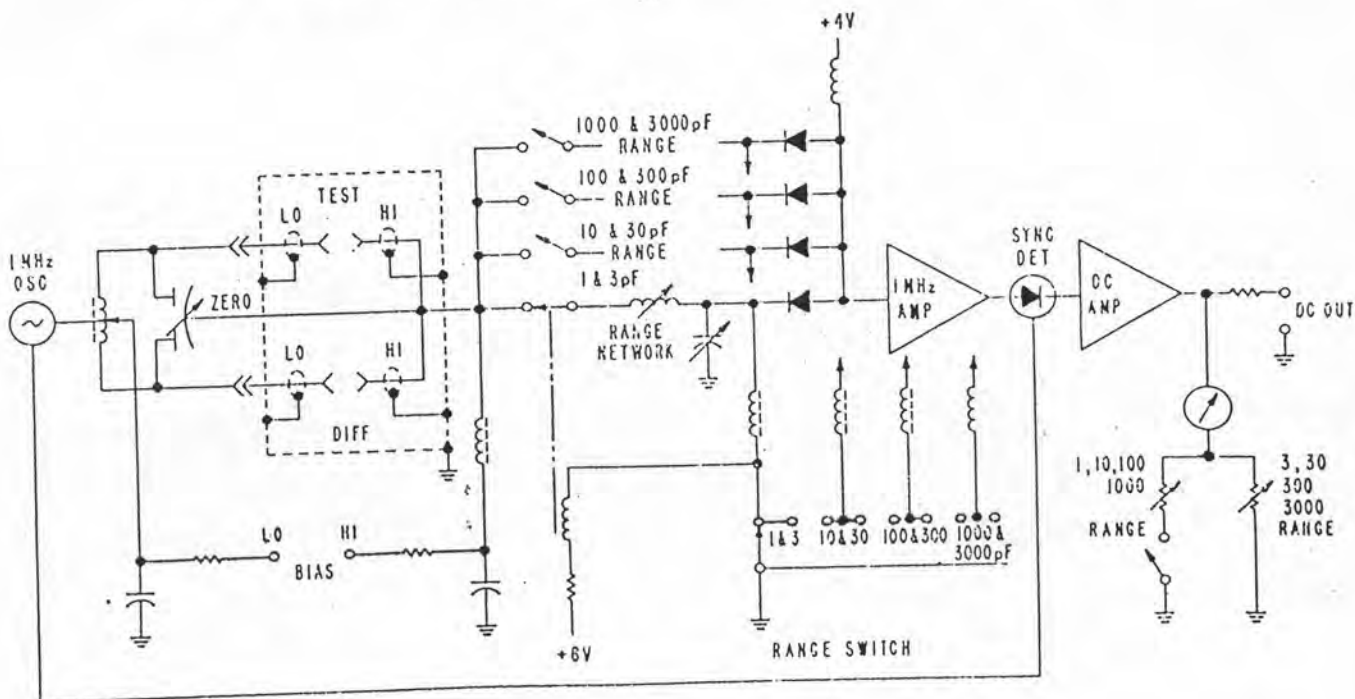 +4V
1000 & 3000pF
RANGE
100 & 300pF
RANGE
10 & 30pF
RANGE
1 & 3pF
RANGE
NETWORK
TEST
LO
HI
1MHz
OSC
ZERO
LO
HI
DIFF
LO
HI
BIAS
+6V
1MHz
AMP
SYNC
DET
DC
AMP
DC OUT
1&3
10&30
100&300
1000&
3000pF
RANGE SWITCH
1,10,100
1000
RANGE
3,30
300
3000
RANGE